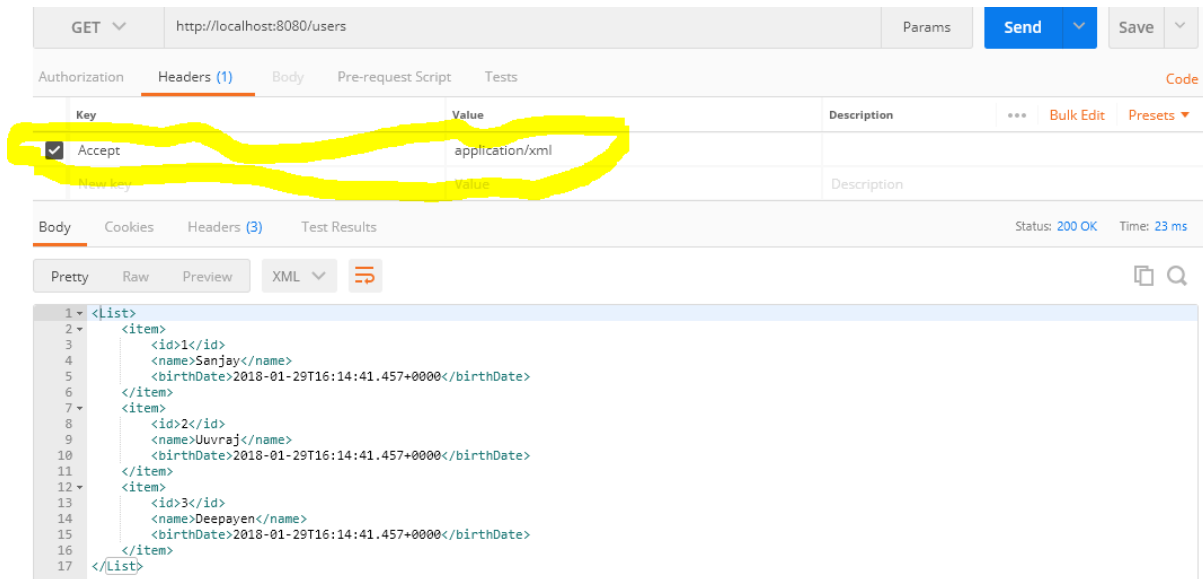 GET http://localhost:8080/users Params Send Save
Authorization Headers (1) Body Pre-request Script Tests Code
Key Value Description ••• Bulk Edit Presets
Accept application/xml
New key Value Description
Body Cookies Headers (3) Test Results Status: 200 OK Time: 23 ms
Pretty Raw Preview XML
1 <List>
2 <item>
3 <id>1</id>
4 <name>Sanjay</name>
5 <birthDate>2018-01-29T16:14:41.457+0000</birthDate>
6 </item>
7 <item>
8 <id>2</id>
9 <name>Uuvraj</name>
10 <birthDate>2018-01-29T16:14:41.457+0000</birthDate>
11 </item>
12 <item>
13 <id>3</id>
14 <name>Deepayen</name>
15 <birthDate>2018-01-29T16:14:41.457+0000</birthDate>
16 </item>
17 </List>